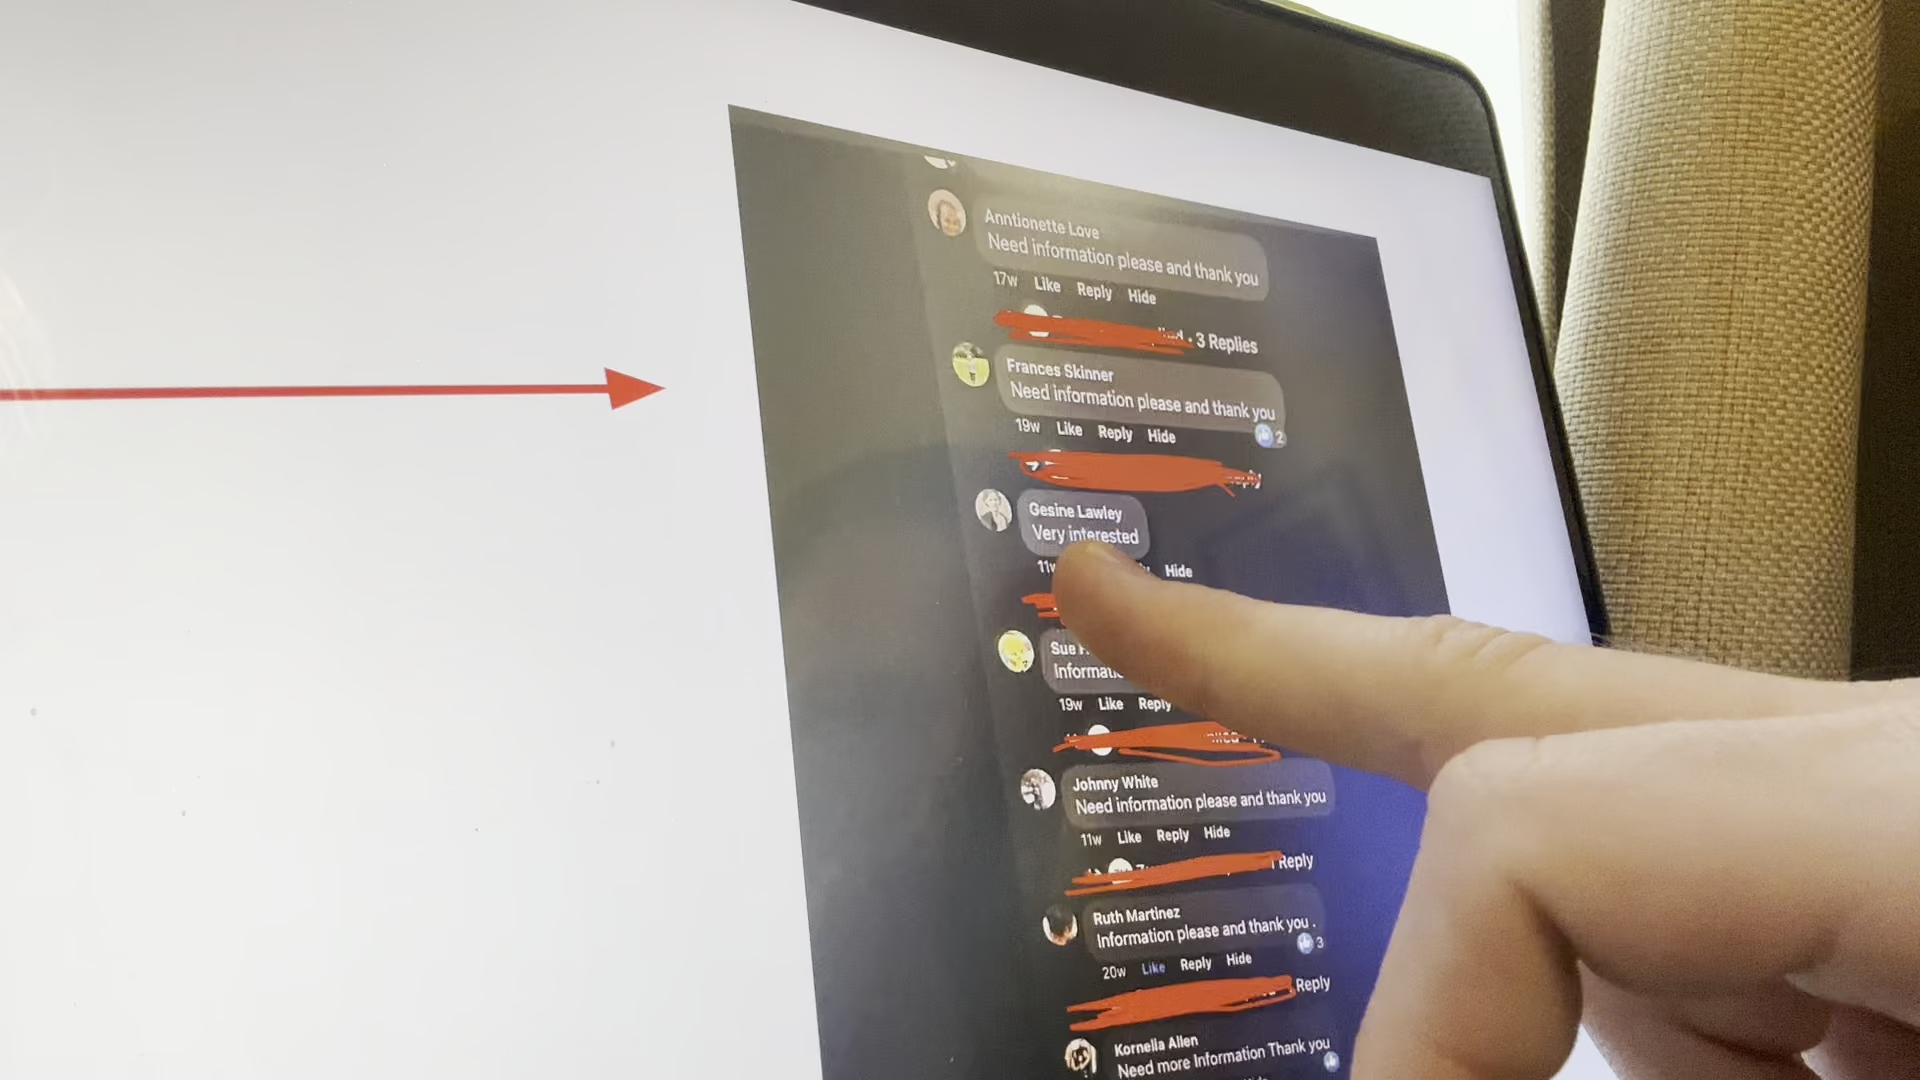 Anntionette Love
Need information please and thank you
17w Like Reply Hide
3 Replies
Frances Skinner
Need information please and thank you
19w Like Reply Hide 2
Gesine Lawley
Very interested
Hide
Sue
19w Like Reply
Johnny White
Need information please and thank you
11w Like Reply Hide
Reply
Ruth Martinez
Information please and thank you .
3
20w Like Reply Hide
Reply
Kornelia Allen
Need more Information Thank you